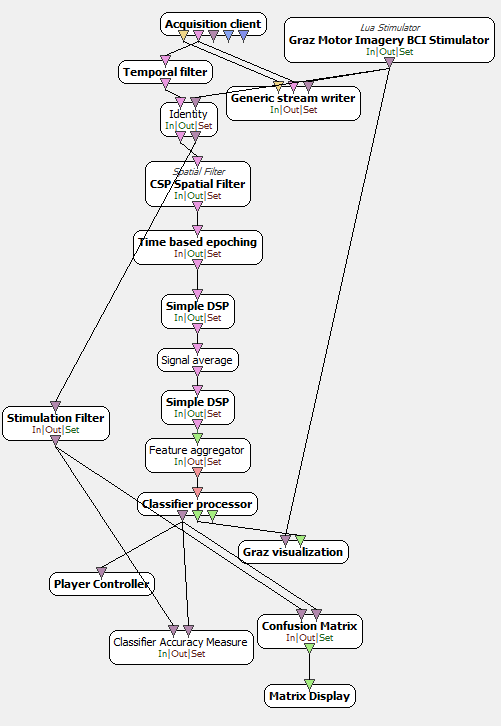 Acquisition client
Lua Stimulator
Graz Motor Imagery BCI Stimulator
In|Out|Set
Temporal filter
Generic stream writer
In|Out|Set
Identity
In|Out|Set
Spatial Filter
CSP Spatial Filter
In|Out|Set
Time based epoching
In|Out|Set
Simple DSP
In|Out|Set
Signal average
Simple DSP
In|Out|Set
Stimulation Filter
In|Out|Set
Feature aggregator
In|Out|Set
Classifier processor
Graz visualization
Player Controller
Classifier Accuracy Measure
In|Out|Set
Confusion Matrix
In|Out|Set
Matrix Display